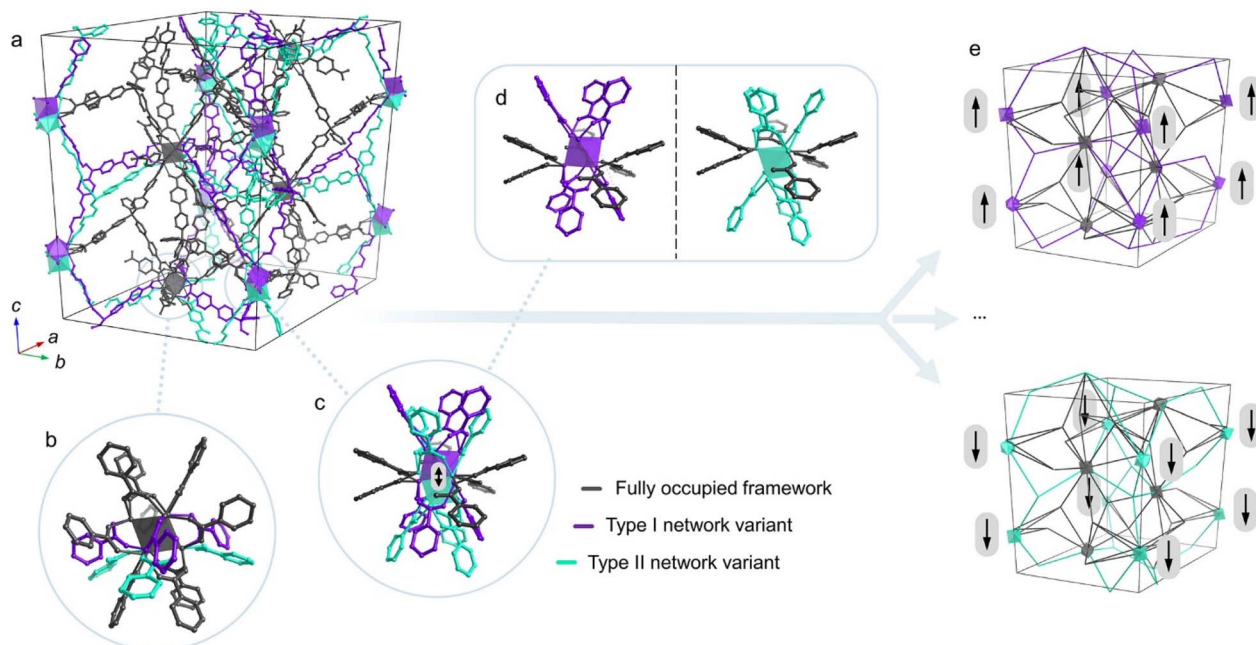 a
c
a
b
b
c
d
Fully occupied framework
Type I network variant
Type II network variant
e
...